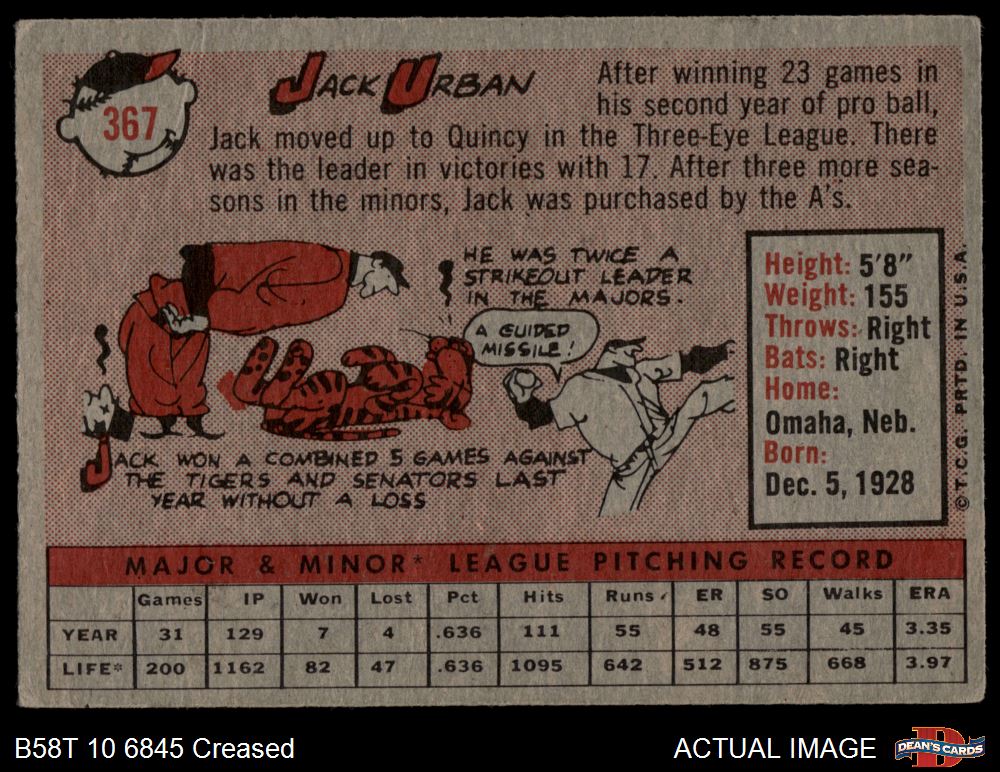 367
JACK URBAN
After winning 23 games in
his second year of pro ball,
Jack moved up to Quincy in the Three-Eye League. There
was the leader in victories with 17. After three more sea-
sons in the minors, Jack was purchased by the A's.
HE WAS TWICE A
STRIKEOUT LEADER
IN THE MAJORS.
A GUIDED
MISSILE!
JACK WON A COMBINED 5 GAMES AGAINST
THE TIGERS AND SENATORS LAST
YEAR WITHOUT A LOSS
Height: 5'8"
Weight: 155
Throws: Right
Bats: Right
Home:
Omaha, Neb.
Born:
Dec. 5, 1928
© T.C.G. PRTD. IN U.S.A.
MAJOR & MINOR* LEAGUE PITCHING RECORD
Games IP Won Lost Pct Hits Runs ER SO Walks ERA
YEAR 31 129 7 4 .636 111 55 48 55 45 3.35
LIFE* 200 1162 82 47 .636 1095 642 512 875 668 3.97
B58T 10 6845 Creased
ACTUAL IMAGE
DEAN'S CARDS